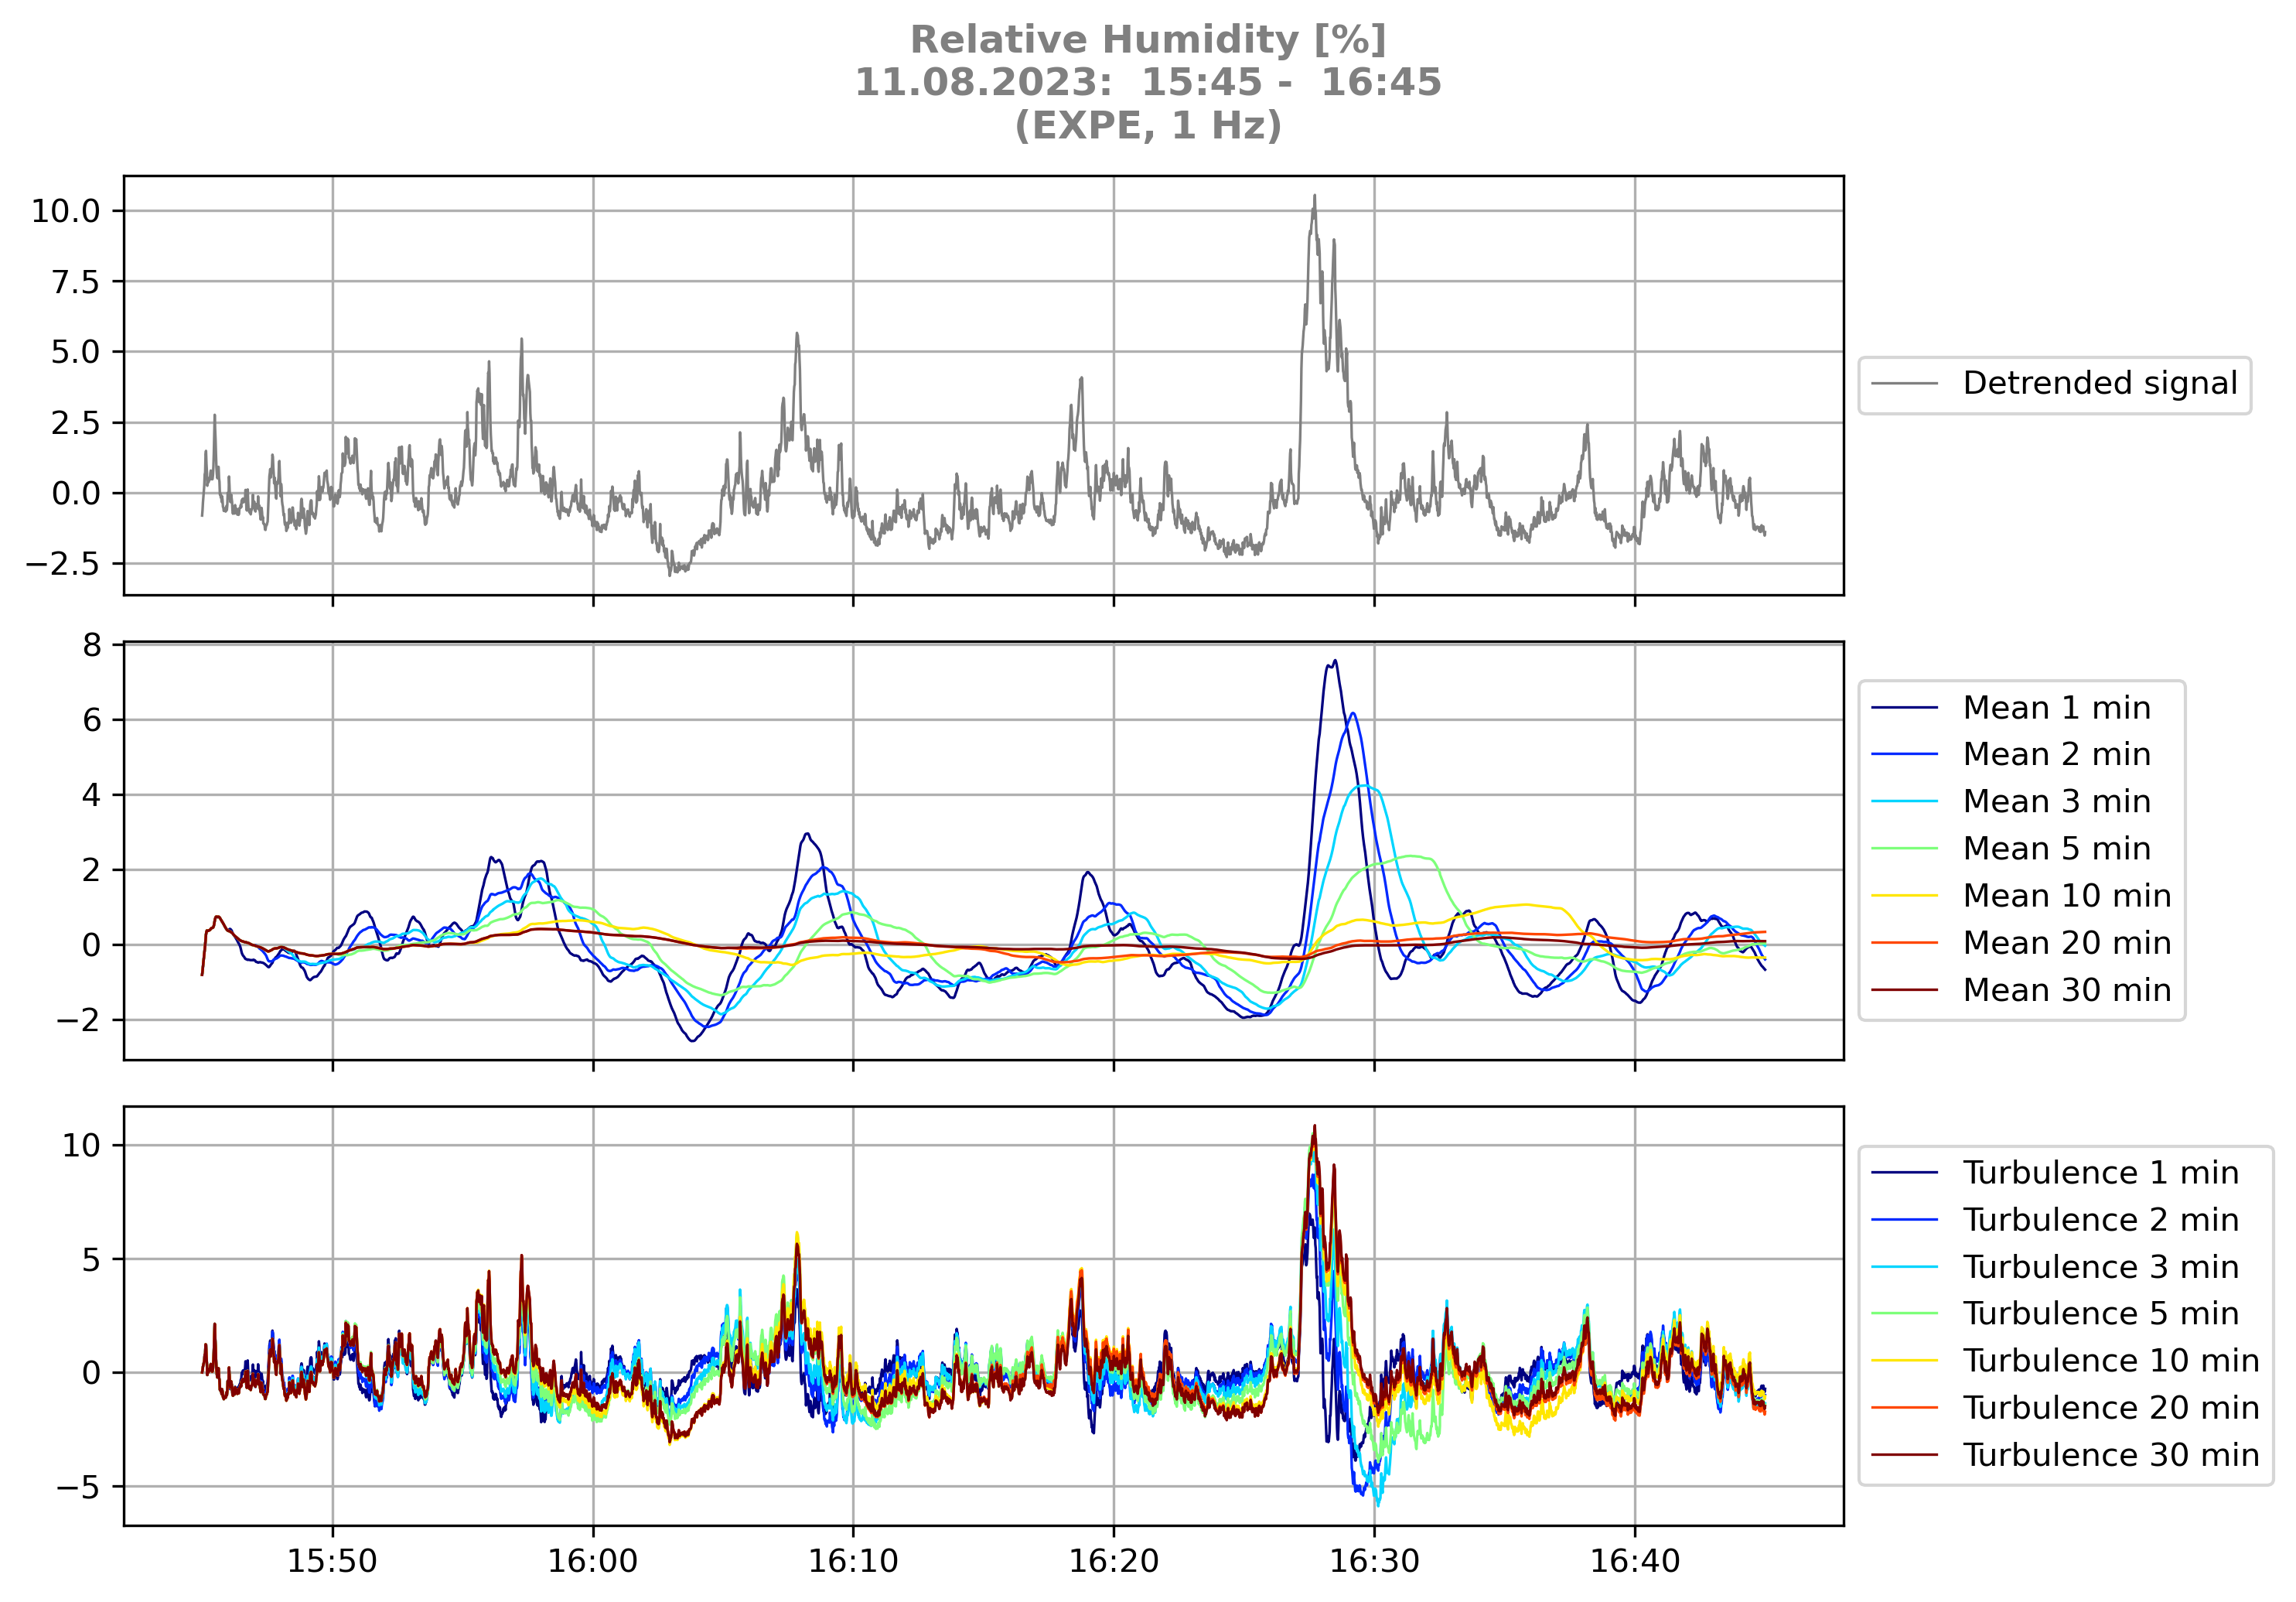 Relative Humidity [%]
11.08.2023:  15:45 -  16:45
(EXPE, 1 Hz)
10.0
7.5
5.0
2.5
0.0
−2.5
Detrended signal
8
6
4
2
0
−2
Mean 1 min
Mean 2 min
Mean 3 min
Mean 5 min
Mean 10 min
Mean 20 min
Mean 30 min
10
5
0
−5
Turbulence 1 min
Turbulence 2 min
Turbulence 3 min
Turbulence 5 min
Turbulence 10 min
Turbulence 20 min
Turbulence 30 min
15:50 16:00 16:10 16:20 16:30 16:40